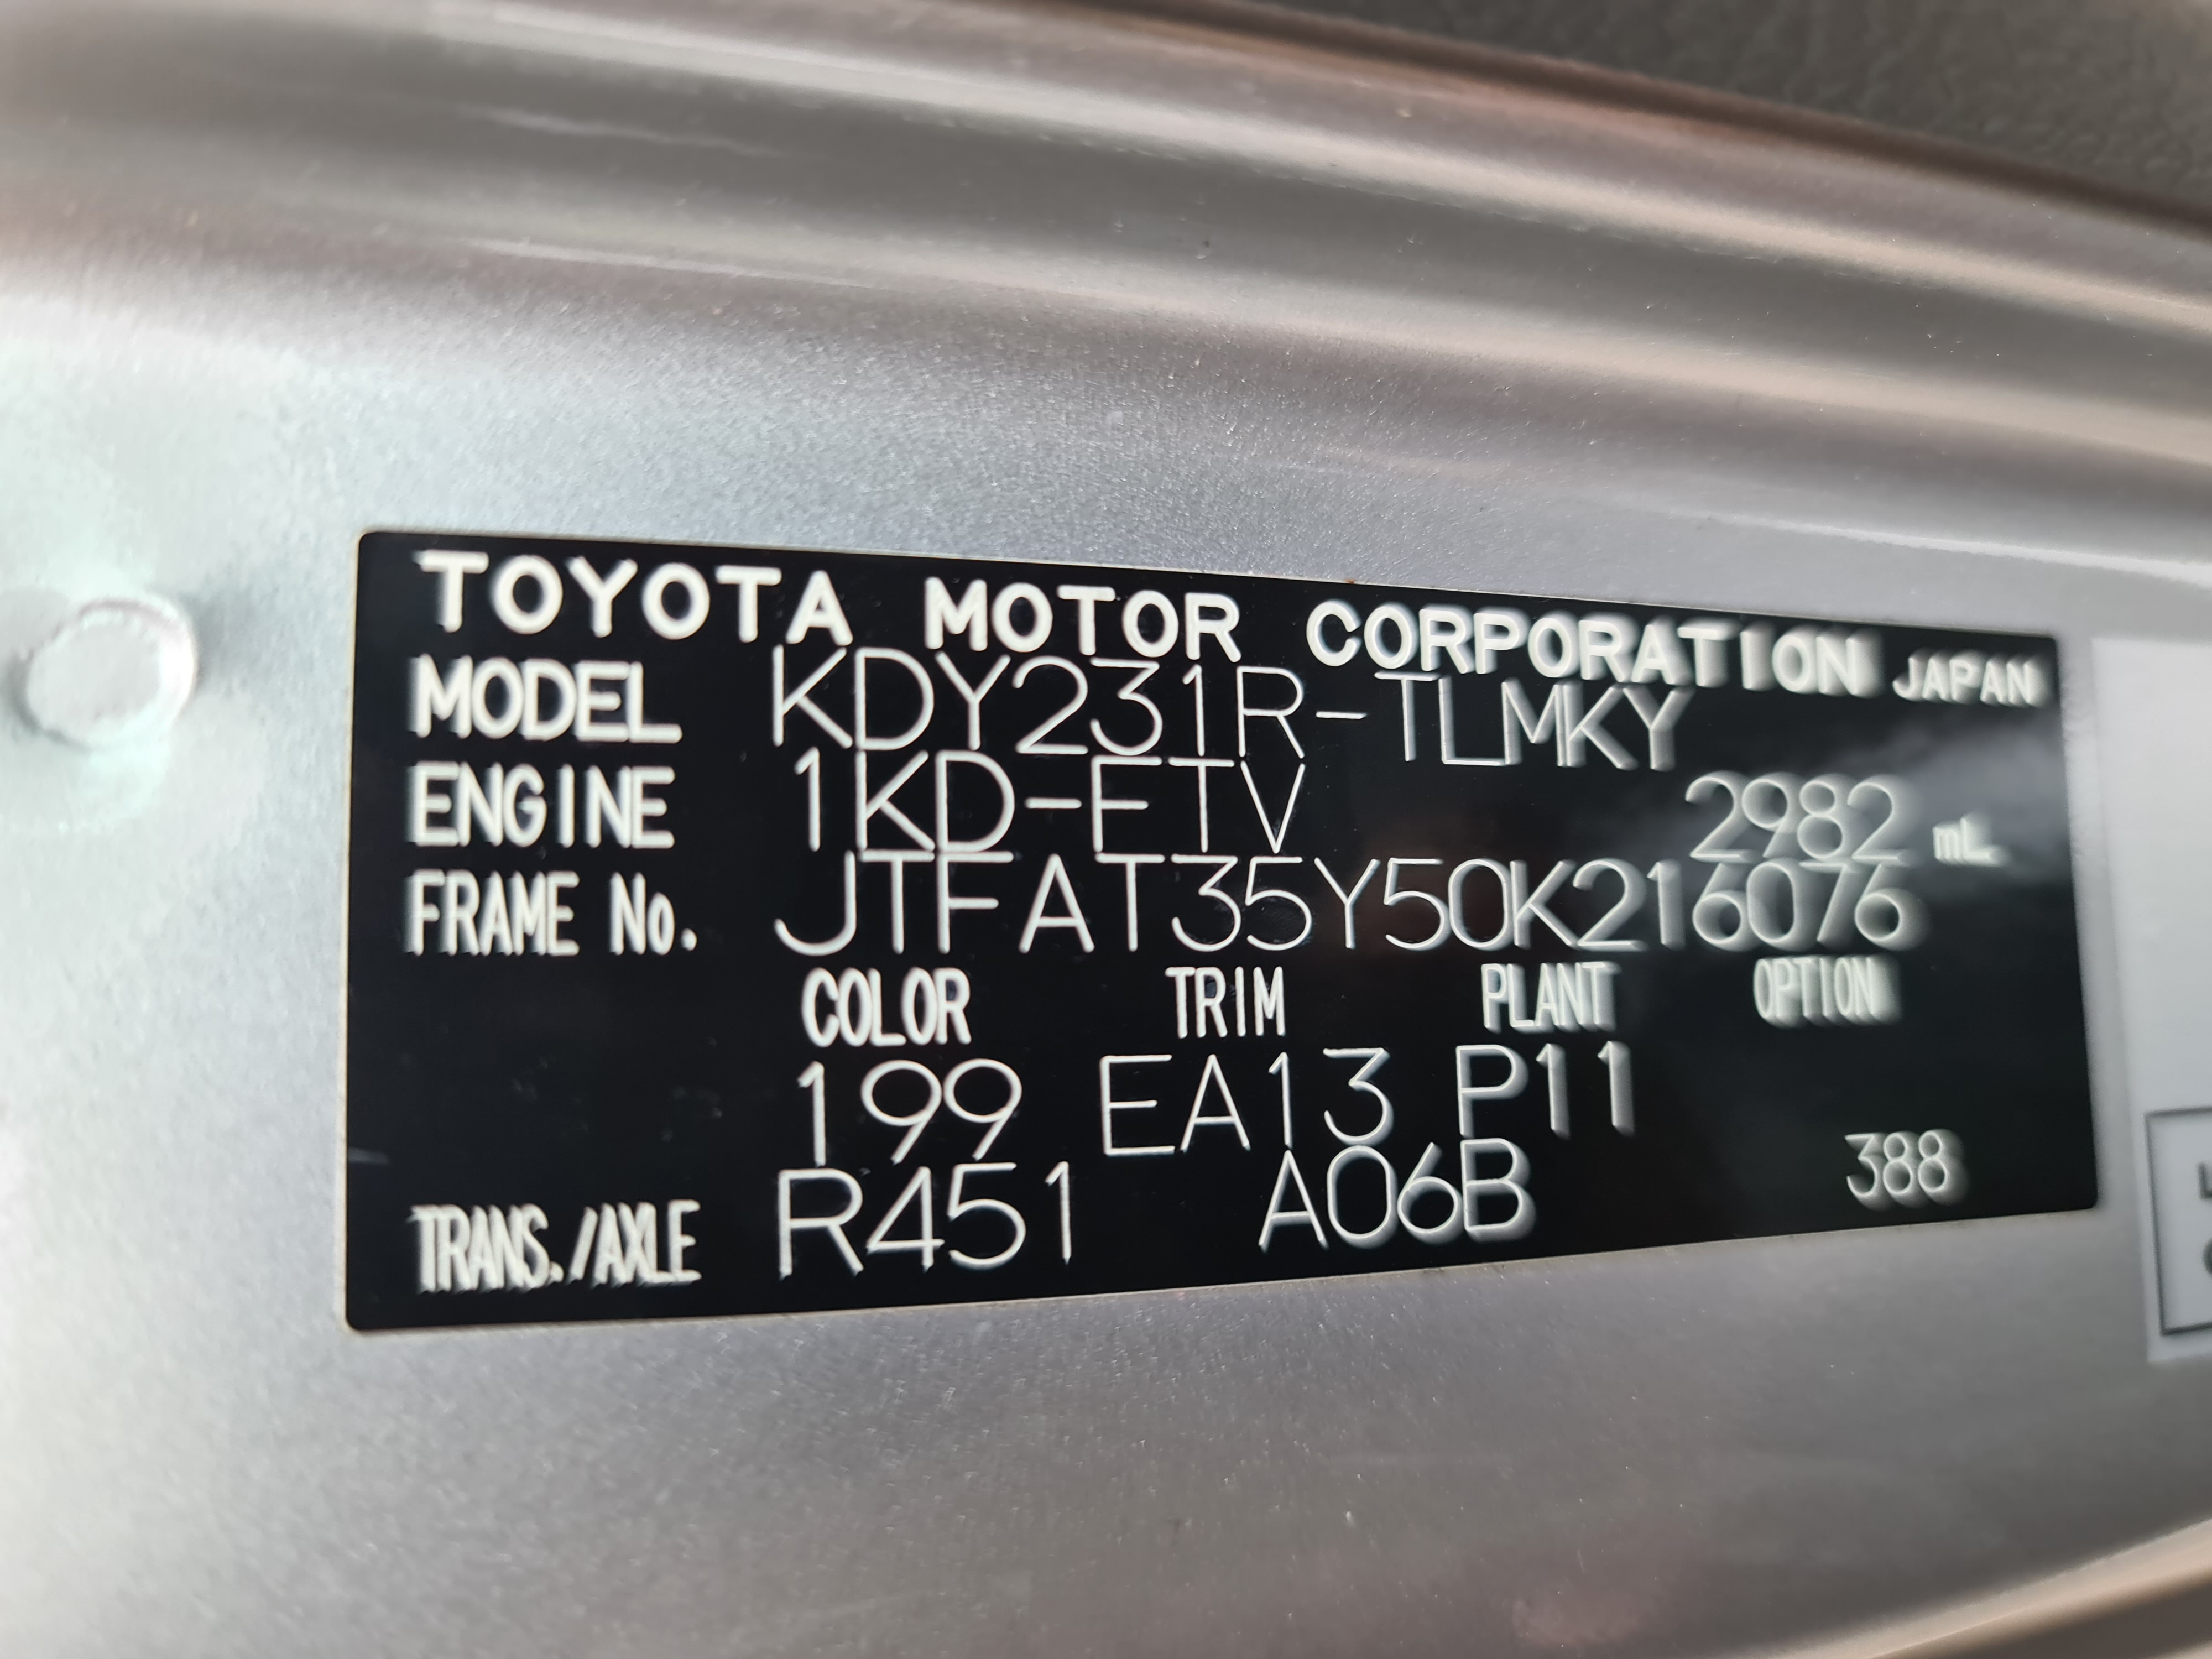 TOYOTA MOTOR CORPORATION JAPAN
MODEL KDY231R-TLMKY
ENGINE 1KD-FTV 2982 mL
FRAME No. JTFAT35Y50K216076
COLOR TRIM PLANT OPTION
199 EA13 P11
TRANS./AXLE R451 A06B 388